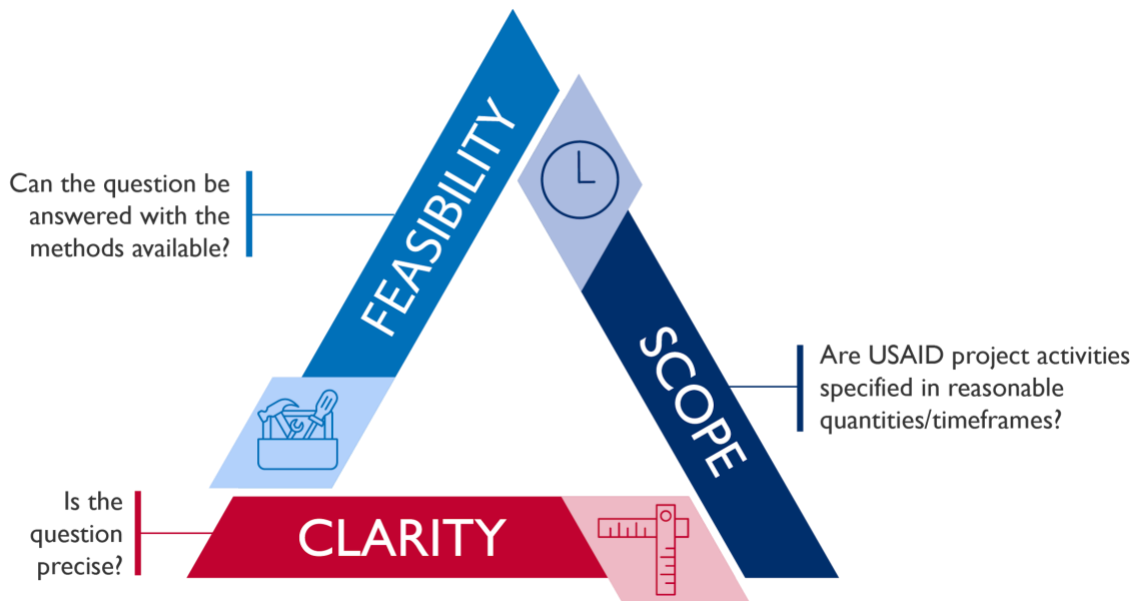 FEASIBILITY
Can the question be
answered with the
methods available?
SCOPE
Are USAID project activities
specified in reasonable
quantities/timeframes?
Is the
question
precise?
CLARITY